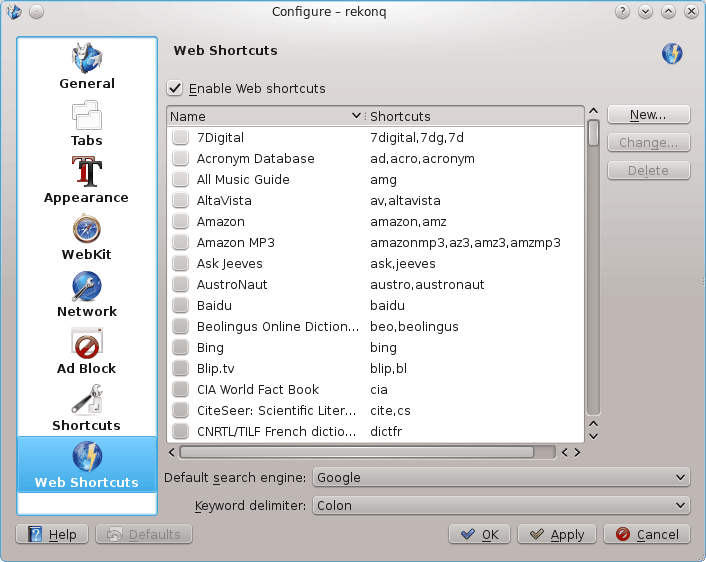 Configure – rekonq
General
Tabs
Appearance
WebKit
Network
Ad Block
Shortcuts
Web Shortcuts
Web Shortcuts
Enable Web shortcuts
Name Shortcuts
7Digital 7digital,7dg,7d
Acronym Database ad,acro,acronym
All Music Guide amg
AltaVista av,altavista
Amazon amazon,amz
Amazon MP3 amazonmp3,az3,amz3,amzmp3
Ask Jeeves ask,jeeves
AustroNaut austro,austronaut
Baidu baidu
Beolingus Online Diction... beo,beolingus
Bing bing
Blip.tv blip,bl
CIA World Fact Book cia
CiteSeer: Scientific Liter... cite,cs
CNRTL/TILF French dictio... dictfr
New...
Change...
Delete
Default search engine: Google
Keyword delimiter: Colon
Help Defaults OK Apply Cancel